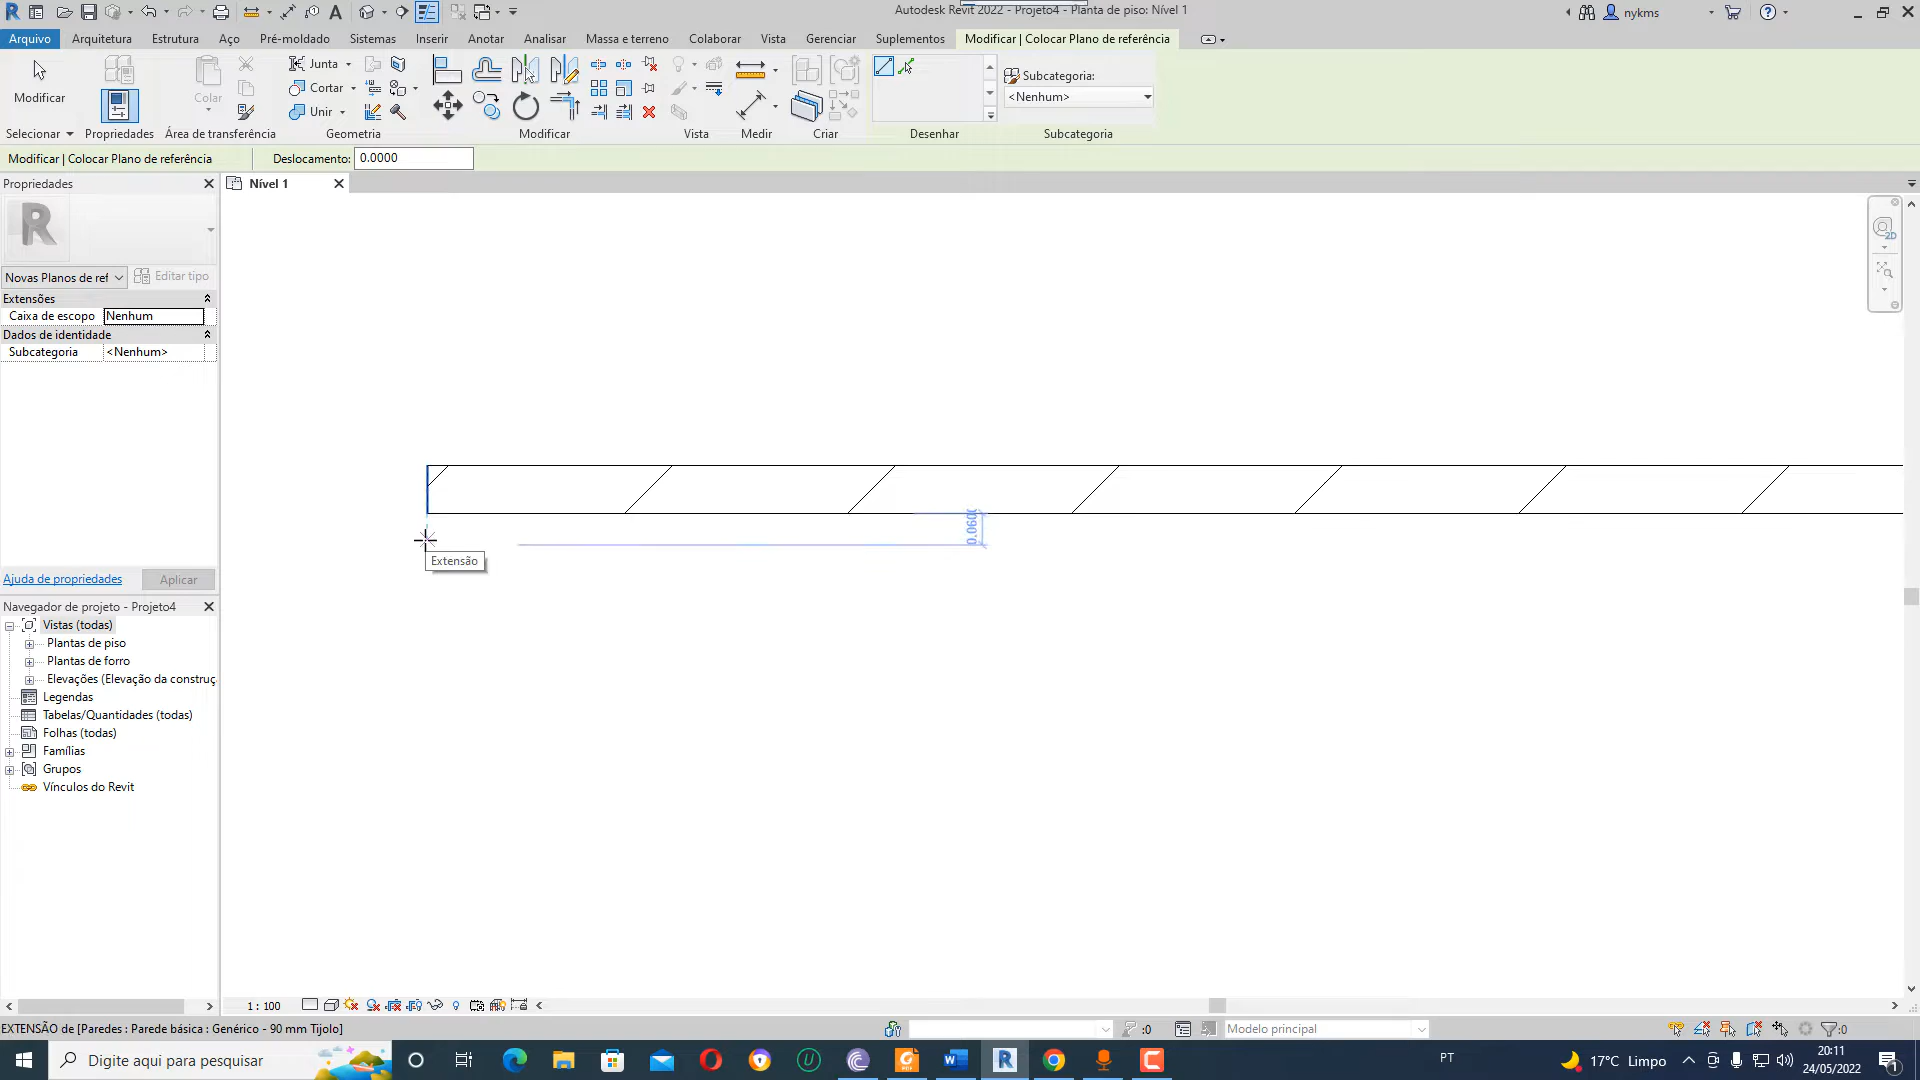 Autodesk Revit 2022 - Projeto4 - Planta de piso: Nível 1
nykms
Arquivo Arquitetura Estrutura Aço Pré-moldado Sistemas Inserir Anotar Analisar Massa e terreno Colaborar Vista Gerenciar Suplementos Modificar | Colocar Plano de referência
Modificar
Colar
Junta
Cortar
Unir
Subcategoria:
<Nenhum>
Selecionar Propriedades Área de transferência Geometria Modificar Vista Medir Criar Desenhar Subcategoria
Modificar | Colocar Plano de referência Deslocamento: 0.0000
Propriedades
Nível 1
2D
Novas Planos de ref Editar tipo
Extensões
Caixa de escopo Nenhum
Dados de identidade
Subcategoria <Nenhum>
Extensão
Ajuda de propriedades Aplicar
Navegador de projeto - Projeto4
Vistas (todas)
Plantas de piso
Plantas de forro
Elevações (Elevação da construç
Legendas
Tabelas/Quantidades (todas)
Folhas (todas)
Famílias
Grupos
Vínculos do Revit
1 : 100
EXTENSÃO de [Paredes : Parede básica : Genérico - 90 mm Tijolo]
:0
Modelo principal
:0
Digite aqui para pesquisar
PT
17°C Limpo
20:11
24/05/2022
1